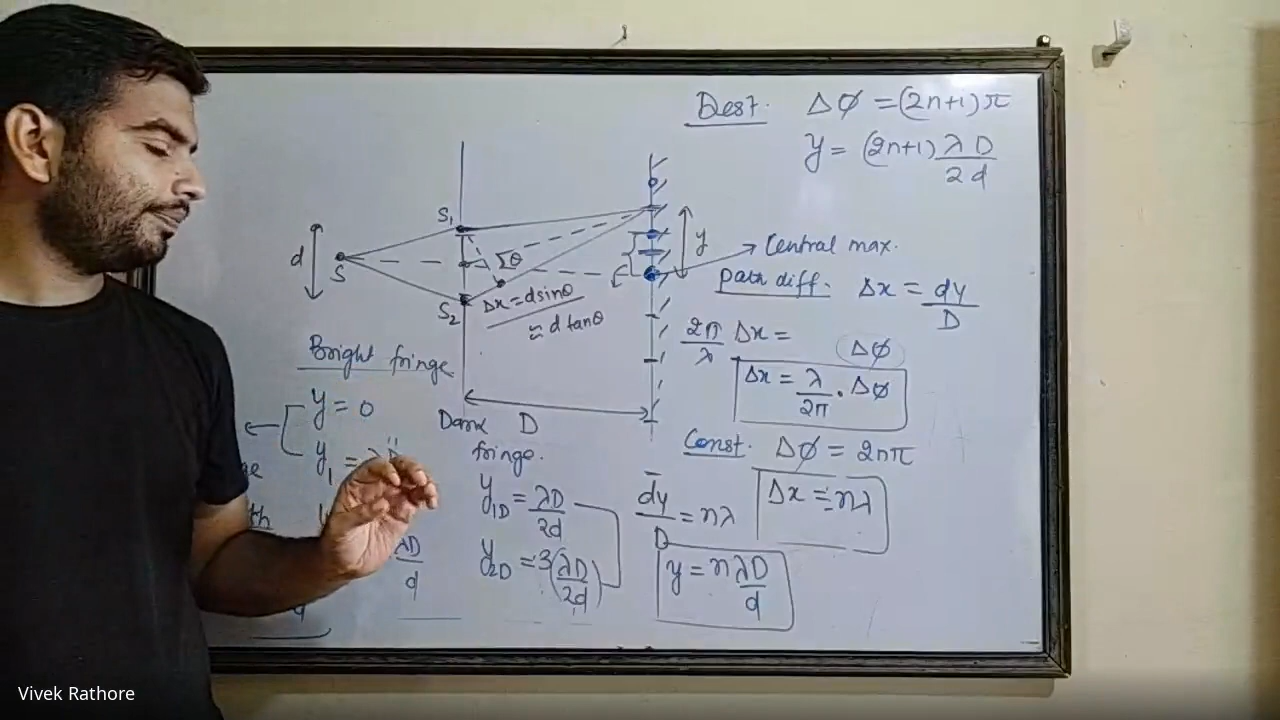 Dest. Δφ = (2n+1)π
y = (2n+1) λD/2d
S₁
d
S
θ
y
Central max.
S₂
Δx = d sinθ
≈ d tanθ
Path diff. Δx = dy/D
2π/λ Δx = Δφ
Δx = λ/2π · Δφ
Bright fringe
y = 0
D
Dark fringe.
Const. Δφ = 2nπ
y₁ =
y₁D = λD/2d
dy/D = nλ
Δx = nλ
λD/d
y₂D = 3(λD/2d)
y = nλD/d
d
Vivek Rathore